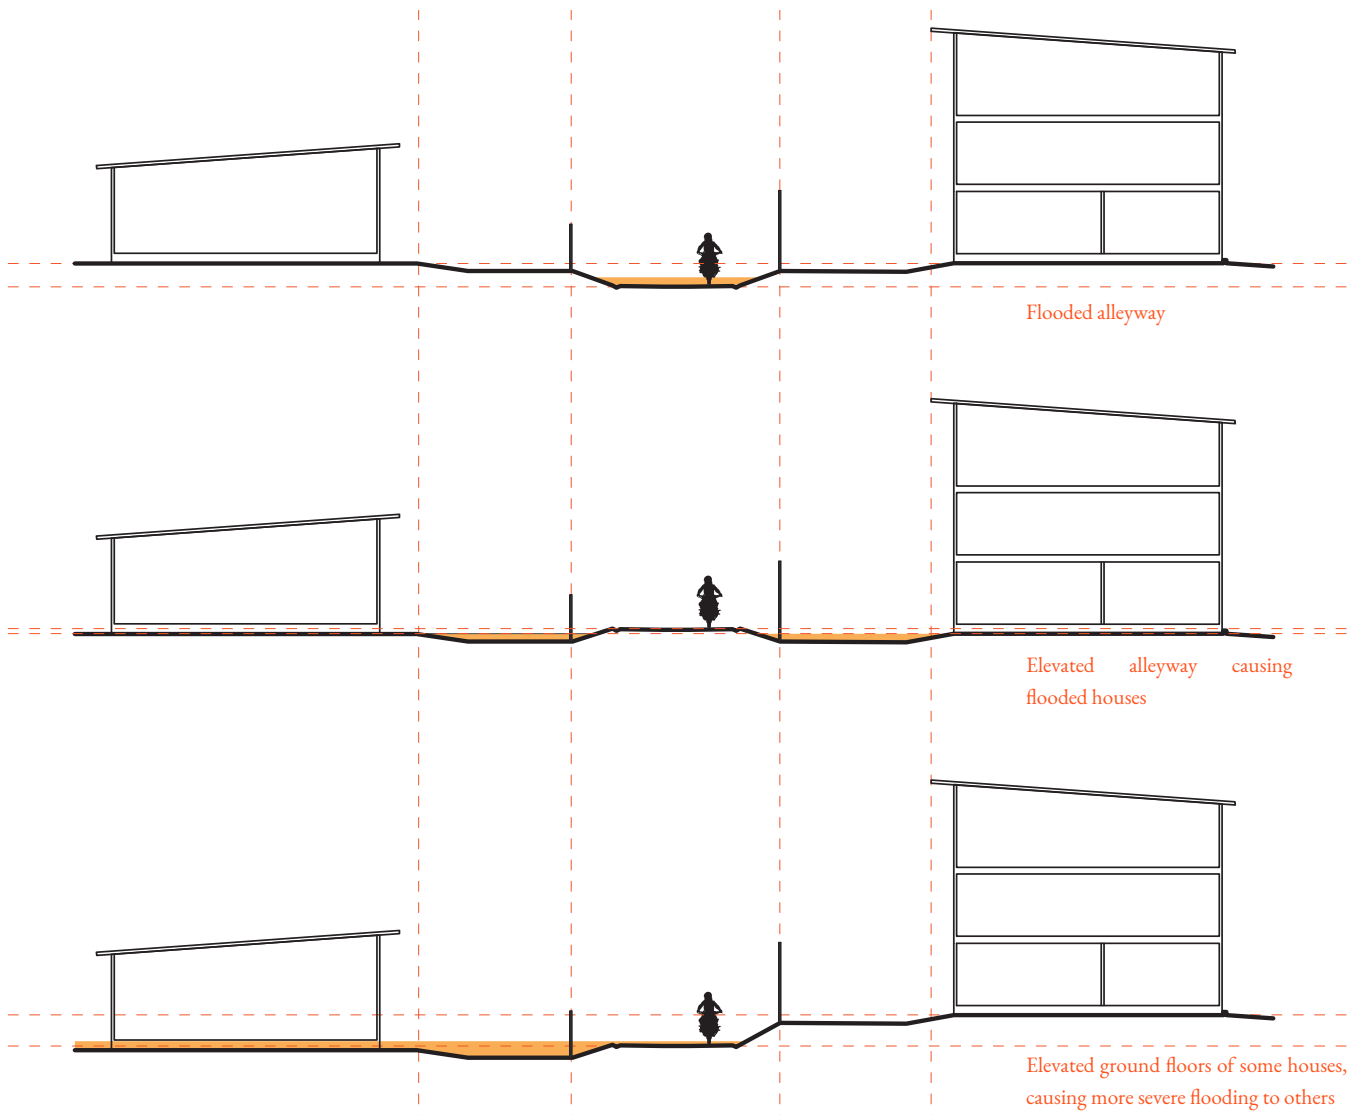 Flooded alleyway
Elevated alleyway causing
flooded houses
Elevated ground floors of some houses,
causing more severe flooding to others